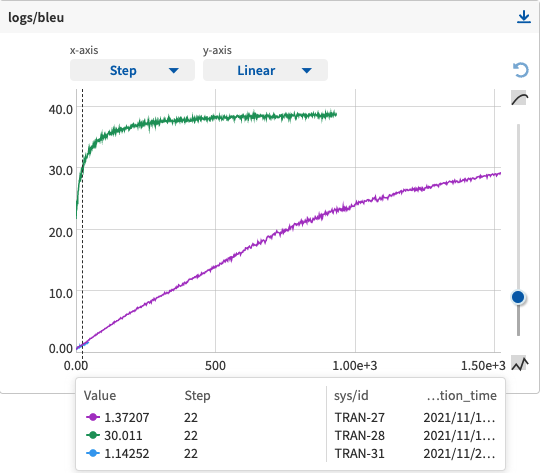 logs/bleu
x-axis y-axis
Step Linear
40.0
30.0
20.0
10.0
0.00
0.00 500 1.00e+3 1.50e+3
Value Step sys/id …tion_time
1.37207 22 TRAN-27 2021/11/1…
30.011 22 TRAN-28 2021/11/1…
1.14252 22 TRAN-31 2021/11/2…